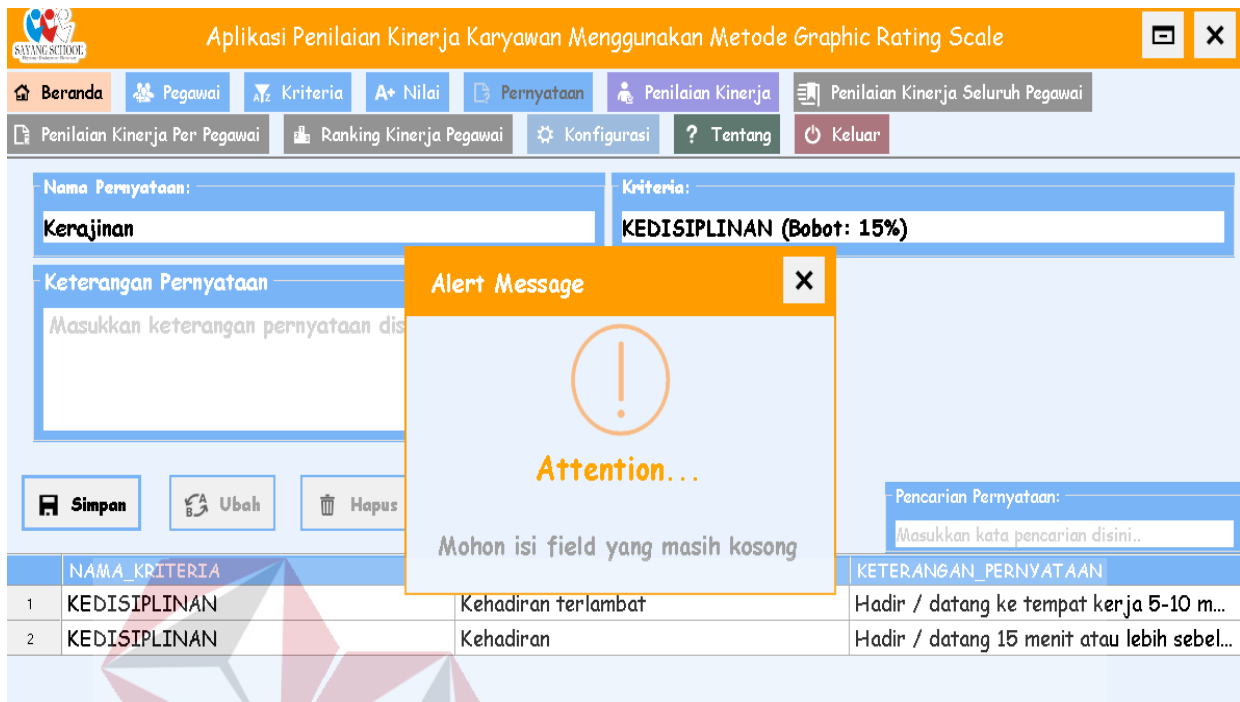 SAYANG SCHOOL
Aplikasi Penilaian Kinerja Karyawan Menggunakan Metode Graphic Rating Scale
Beranda Pegawai Kriteria A+ Nilai Pernyataan Penilaian Kinerja Penilaian Kinerja Seluruh Pegawai
Penilaian Kinerja Per Pegawai Ranking Kinerja Pegawai Konfigurasi ? Tentang Keluar
Nama Pernyataan: Kriteria:
Kerajinan KEDISIPLINAN (Bobot: 15%)
Keterangan Pernyataan
Masukkan keterangan pernyataan dis
Alert Message
Attention...
Mohon isi field yang masih kosong
Simpan Ubah Hapus
Pencarian Pernyataan:
Masukkan kata pencarian disini..
NAMA_KRITERIA KETERANGAN_PERNYATAAN
1 KEDISIPLINAN Kehadiran terlambat Hadir / datang ke tempat kerja 5-10 m...
2 KEDISIPLINAN Kehadiran Hadir / datang 15 menit atau lebih sebel...